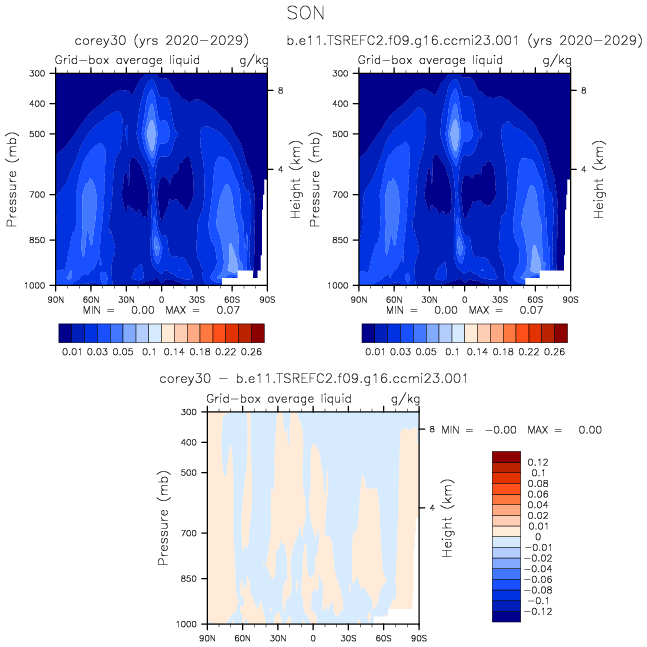 SON
corey30 (yrs 2020-2029)
b.e11.TSREFC2.f09.g16.ccmi23.001 (yrs 2020-2029)
Grid-box average liquid g/kg
Grid-box average liquid g/kg
300
400
500
700
850
1000
Pressure (mb)
8
4
Height (km)
90N 60N 30N 0 30S 60S 90S
MIN = 0.00 MAX = 0.07
0.01 0.03 0.05 0.1 0.14 0.18 0.22 0.26
300
400
500
700
850
1000
Pressure (mb)
8
4
Height (km)
90N 60N 30N 0 30S 60S 90S
MIN = 0.00 MAX = 0.07
0.01 0.03 0.05 0.1 0.14 0.18 0.22 0.26
corey30 - b.e11.TSREFC2.f09.g16.ccmi23.001
Grid-box average liquid g/kg
300
400
500
700
850
1000
Pressure (mb)
8
4
Height (km)
90N 60N 30N 0 30S 60S 90S
MIN = -0.00 MAX = 0.00
0.12
0.1
0.08
0.06
0.04
0.02
0.01
0
-0.01
-0.02
-0.04
-0.06
-0.08
-0.1
-0.12